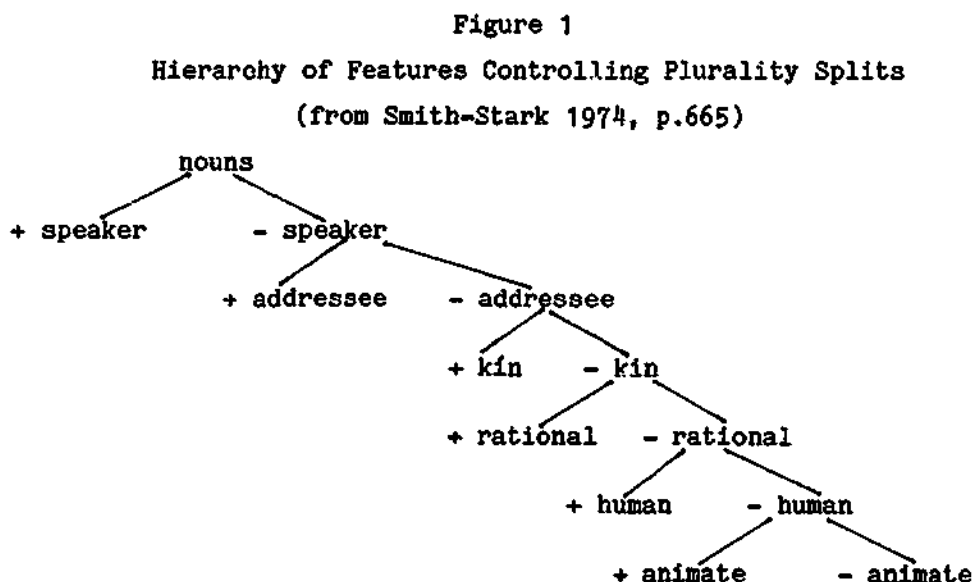 Figure 1
Hierarchy of Features Controlling Plurality Splits
(from Smith-Stark 1974, p.665)
nouns
+ speaker - speaker
+ addressee - addressee
+ kin - kin
+ rational - rational
+ human - human
+ animate - animate